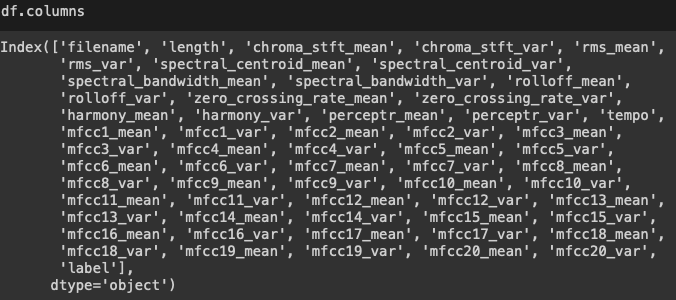 df.columns
Index(['filename', 'length', 'chroma_stft_mean', 'chroma_stft_var', 'rms_mean',
'rms_var', 'spectral_centroid_mean', 'spectral_centroid_var',
'spectral_bandwidth_mean', 'spectral_bandwidth_var', 'rolloff_mean',
'rolloff_var', 'zero_crossing_rate_mean', 'zero_crossing_rate_var',
'harmony_mean', 'harmony_var', 'perceptr_mean', 'perceptr_var', 'tempo',
'mfcc1_mean', 'mfcc1_var', 'mfcc2_mean', 'mfcc2_var', 'mfcc3_mean',
'mfcc3_var', 'mfcc4_mean', 'mfcc4_var', 'mfcc5_mean', 'mfcc5_var',
'mfcc6_mean', 'mfcc6_var', 'mfcc7_mean', 'mfcc7_var', 'mfcc8_mean',
'mfcc8_var', 'mfcc9_mean', 'mfcc9_var', 'mfcc10_mean', 'mfcc10_var',
'mfcc11_mean', 'mfcc11_var', 'mfcc12_mean', 'mfcc12_var', 'mfcc13_mean',
'mfcc13_var', 'mfcc14_mean', 'mfcc14_var', 'mfcc15_mean', 'mfcc15_var',
'mfcc16_mean', 'mfcc16_var', 'mfcc17_mean', 'mfcc17_var', 'mfcc18_mean',
'mfcc18_var', 'mfcc19_mean', 'mfcc19_var', 'mfcc20_mean', 'mfcc20_var',
'label'],
dtype='object')